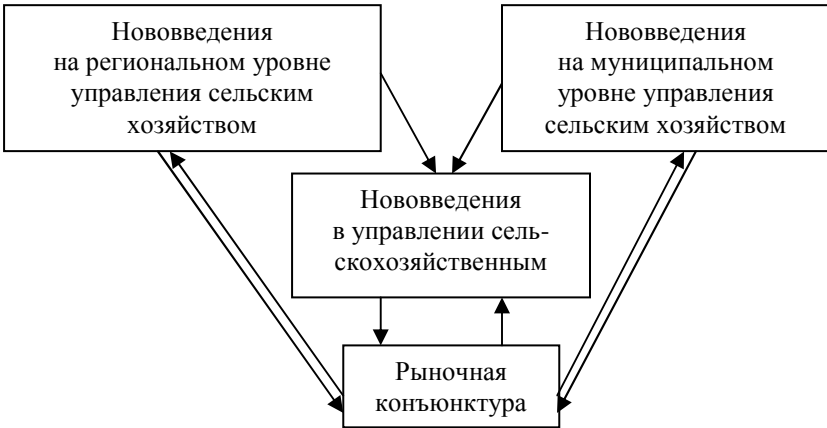 Нововведения
на региональном уровне
управления сельским
хозяйством
Нововведения
на муниципальном
уровне управления
сельским хозяйством
Нововведения
в управлении сель-
скохозяйственным
Рыночная
конъюнктура